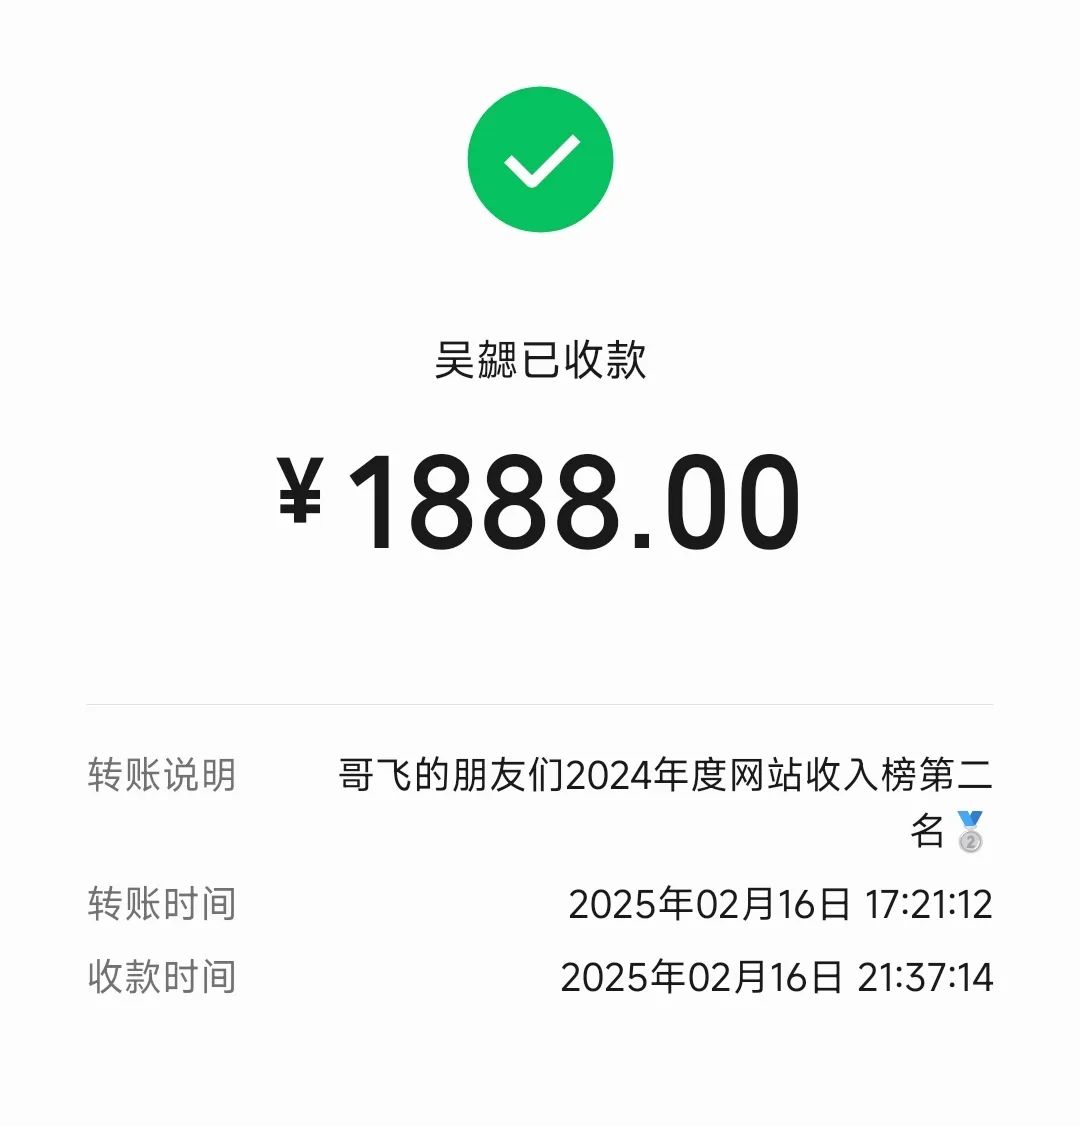 吴勰已收款
¥1888.00
转账说明 哥飞的朋友们2024年度网站收入榜第二
名🥈
转账时间 2025年02月16日 17:21:12
收款时间 2025年02月16日 21:37:14